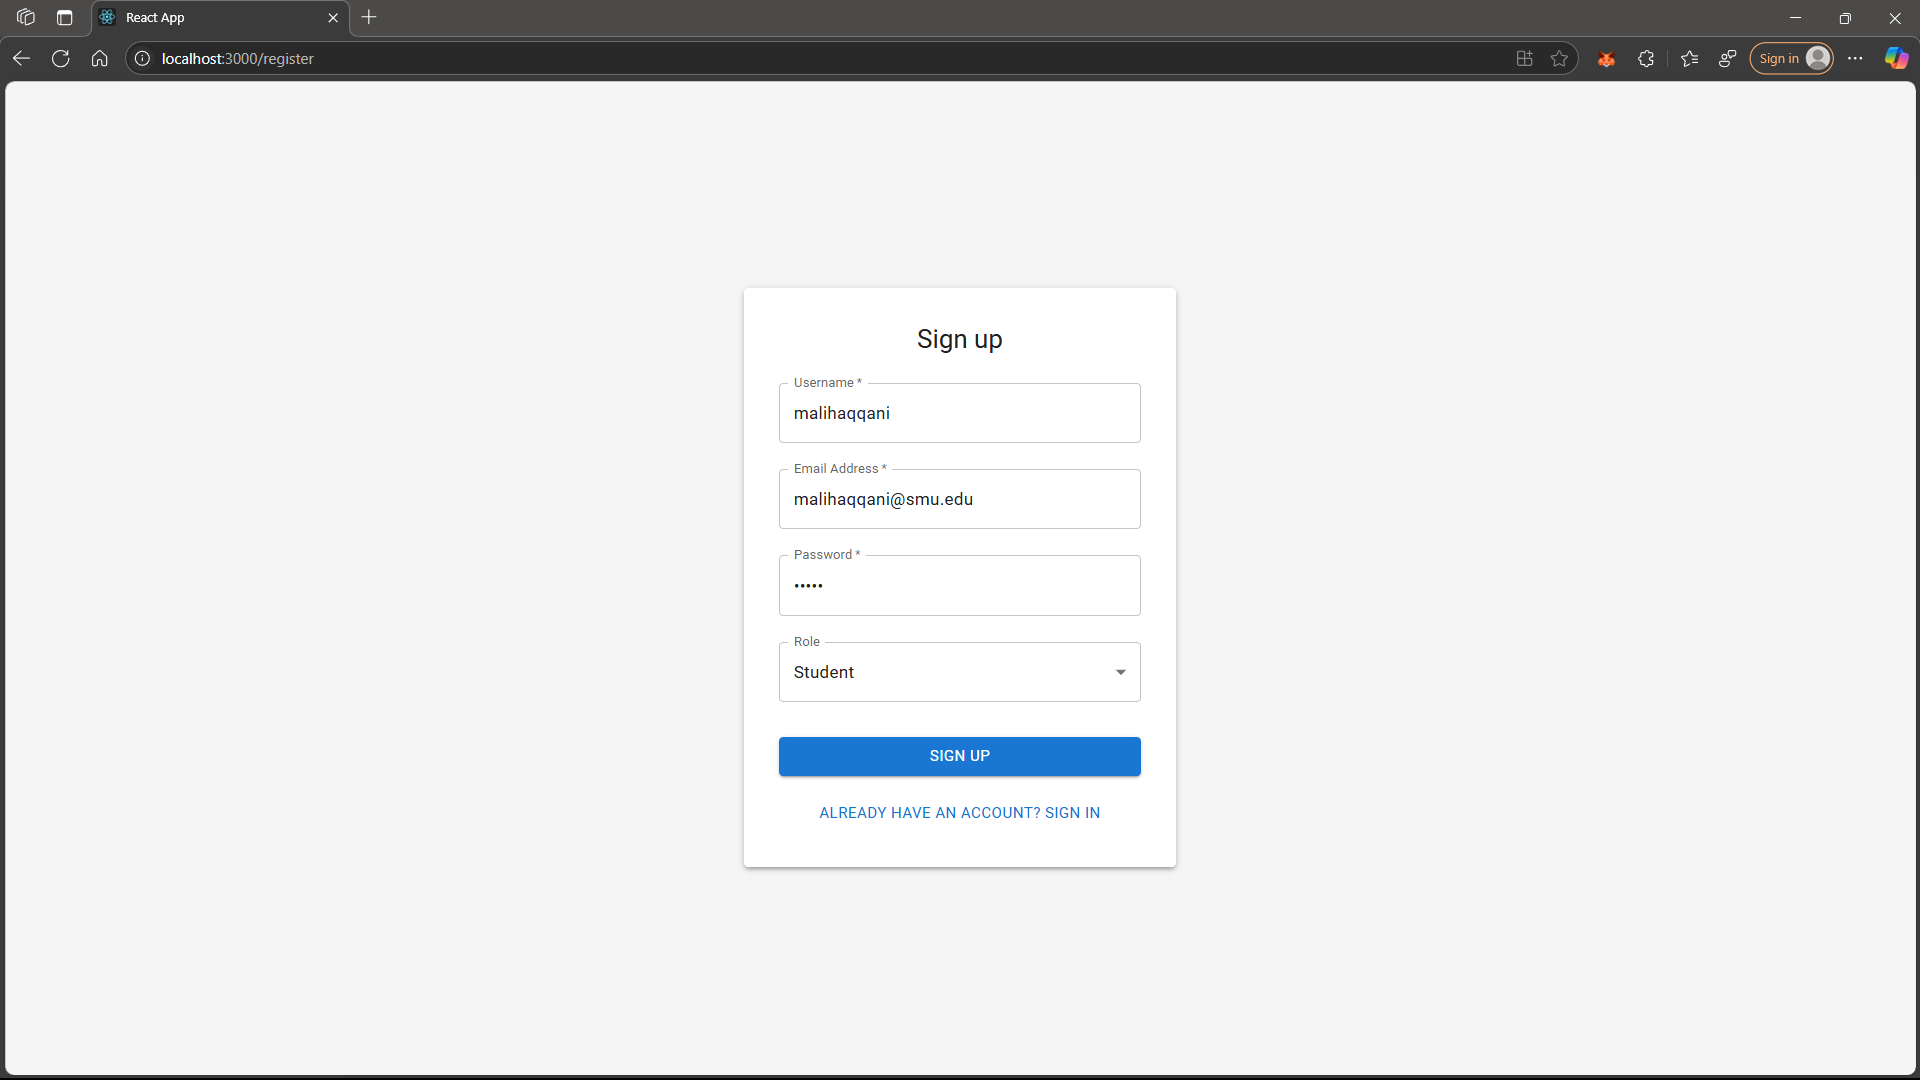 React App
localhost:3000/register
Sign in
Sign up
Username *
malihaqqani
Email Address *
malihaqqani@smu.edu
Password *
•••••
Role
Student
SIGN UP
ALREADY HAVE AN ACCOUNT? SIGN IN